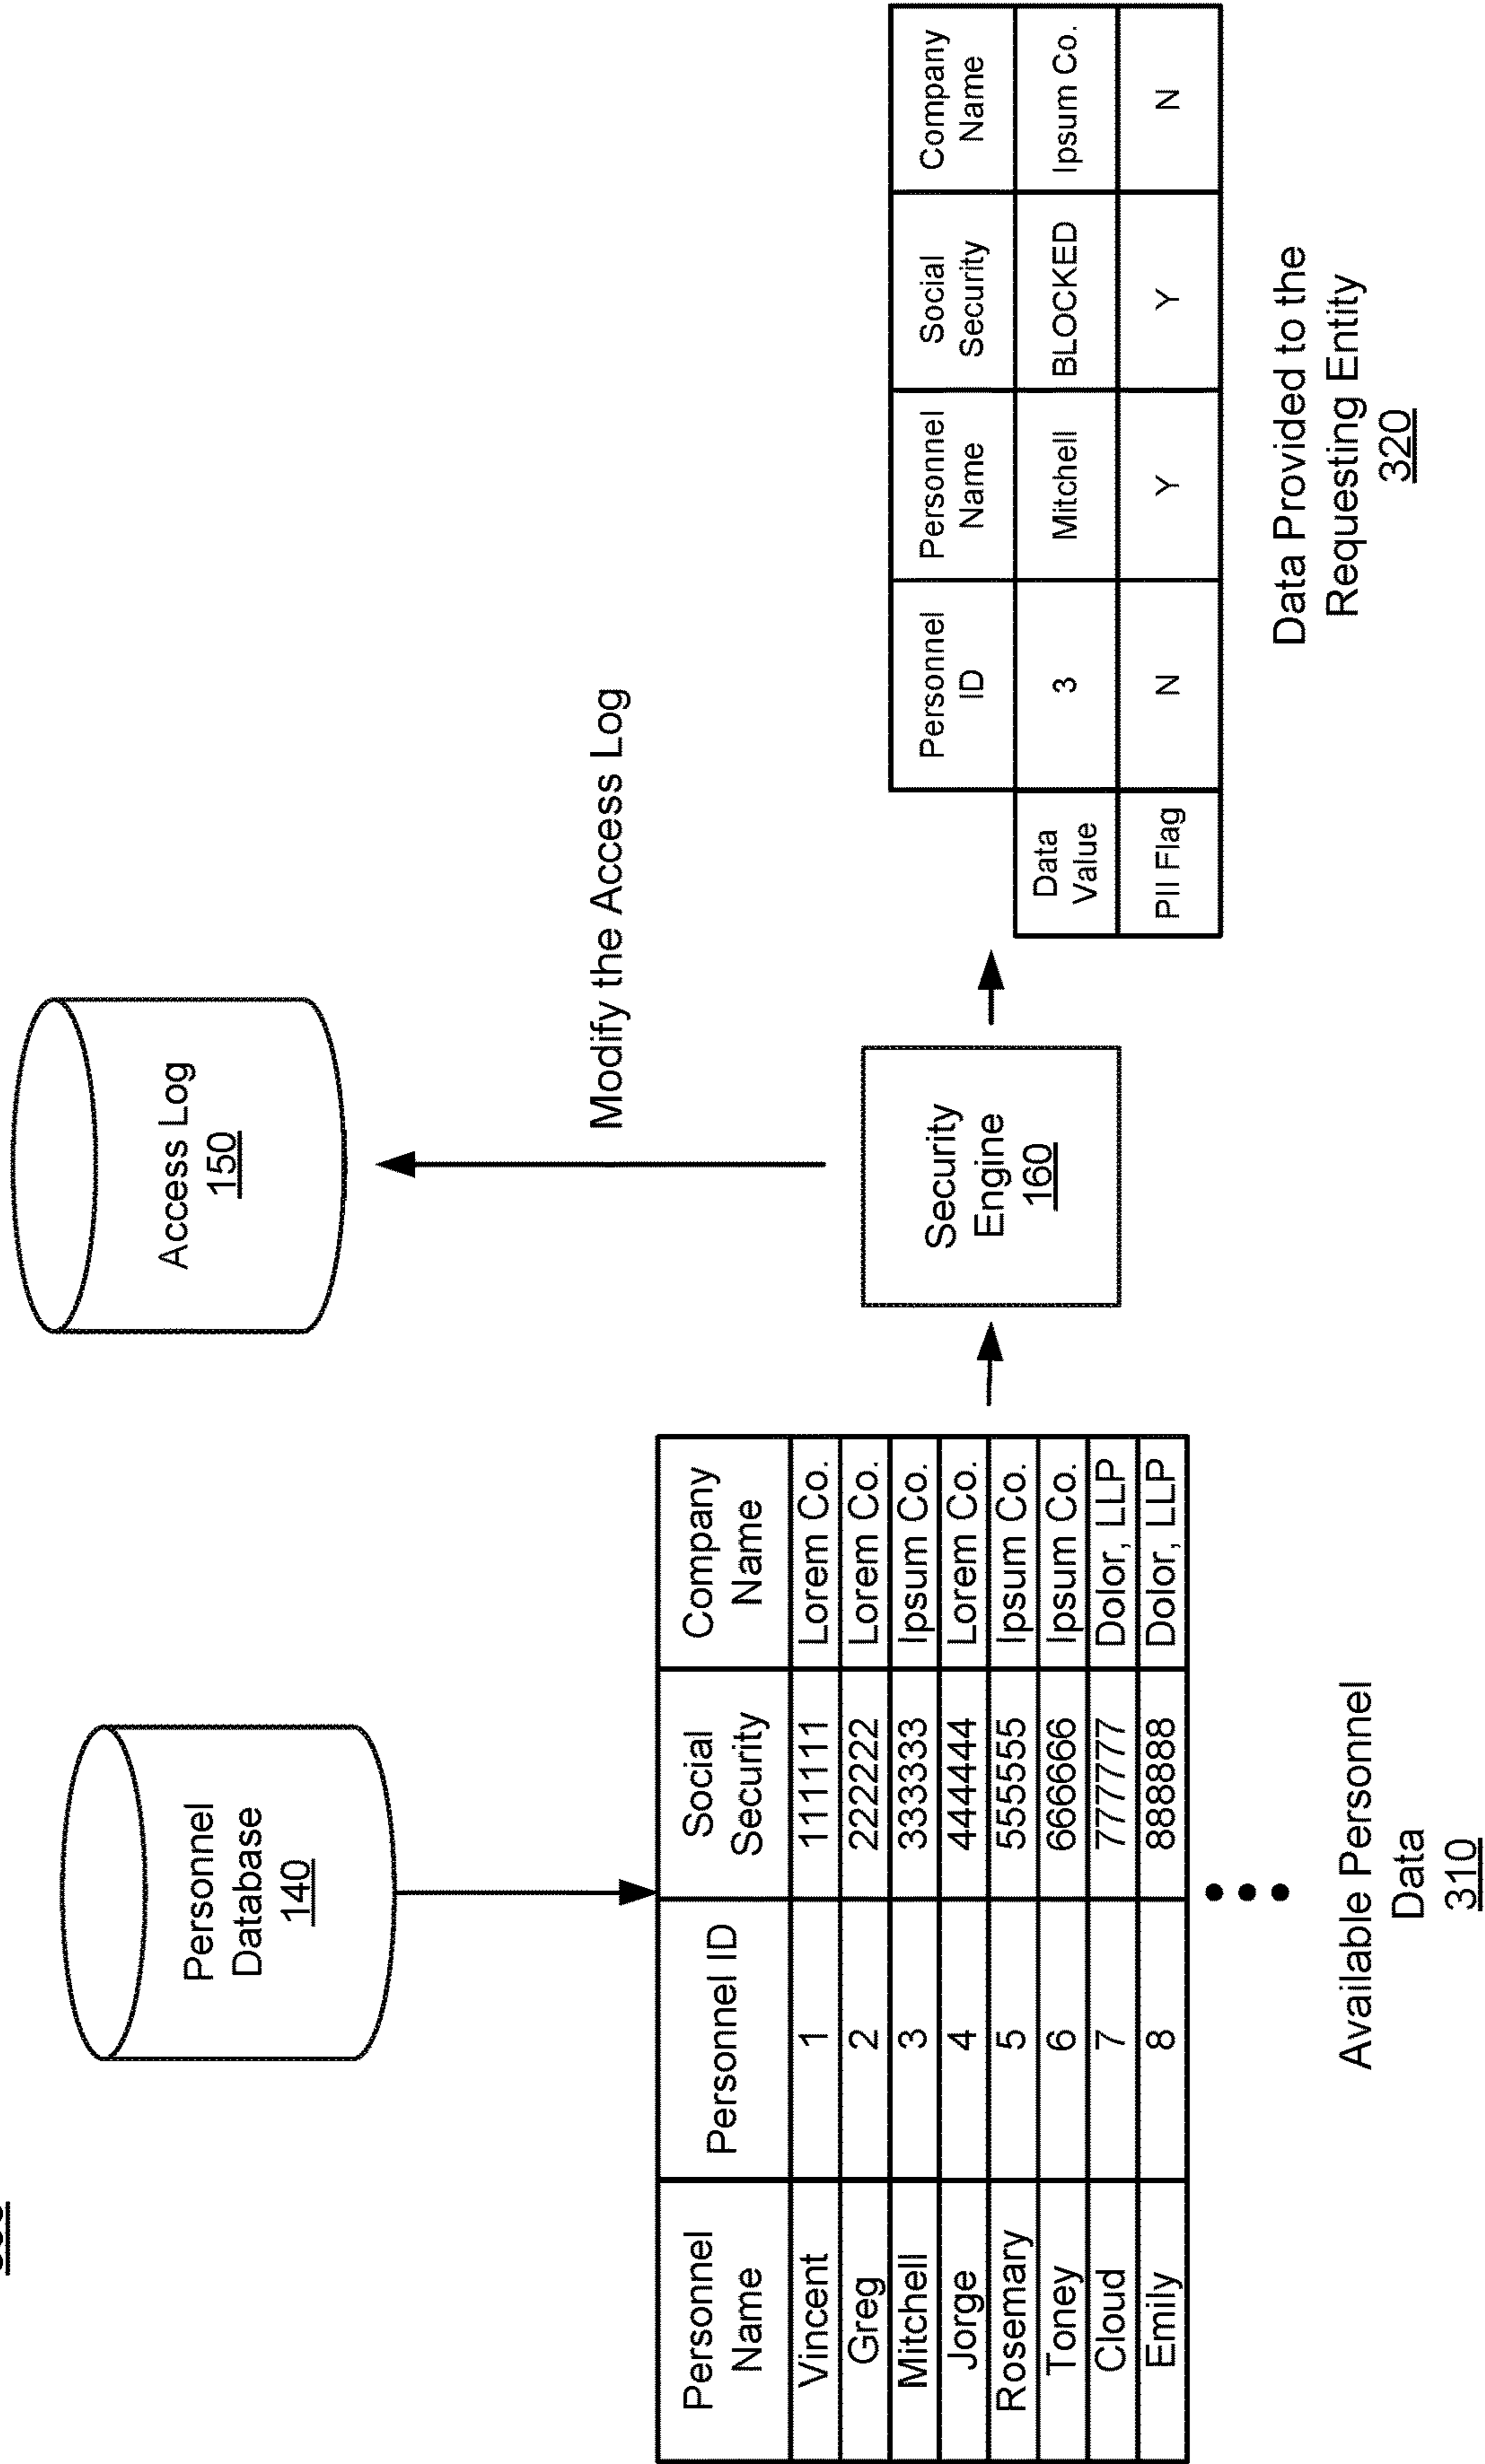 Personnel
Database
140
Access Log
150
Modify the Access Log
Personnel
Name
Personnel ID
Social
Security
Company
Name
Vincent 1 111111 Lorem Co.
Greg 2 222222 Lorem Co.
Mitchell 3 333333 Ipsum Co.
Jorge 4 444444 Lorem Co.
Rosemary 5 555555 Ipsum Co.
Toney 6 666666 Ipsum Co.
Cloud 7 777777 Dolor, LLP
Emily 8 888888 Dolor, LLP
Available Personnel
Data
310
Security
Engine
160
Personnel
ID
Personnel
Name
Social
Security
Company
Name
Data
Value
3 Mitchell BLOCKED Ipsum Co.
PII Flag N Y Y N
Data Provided to the
Requesting Entity
320